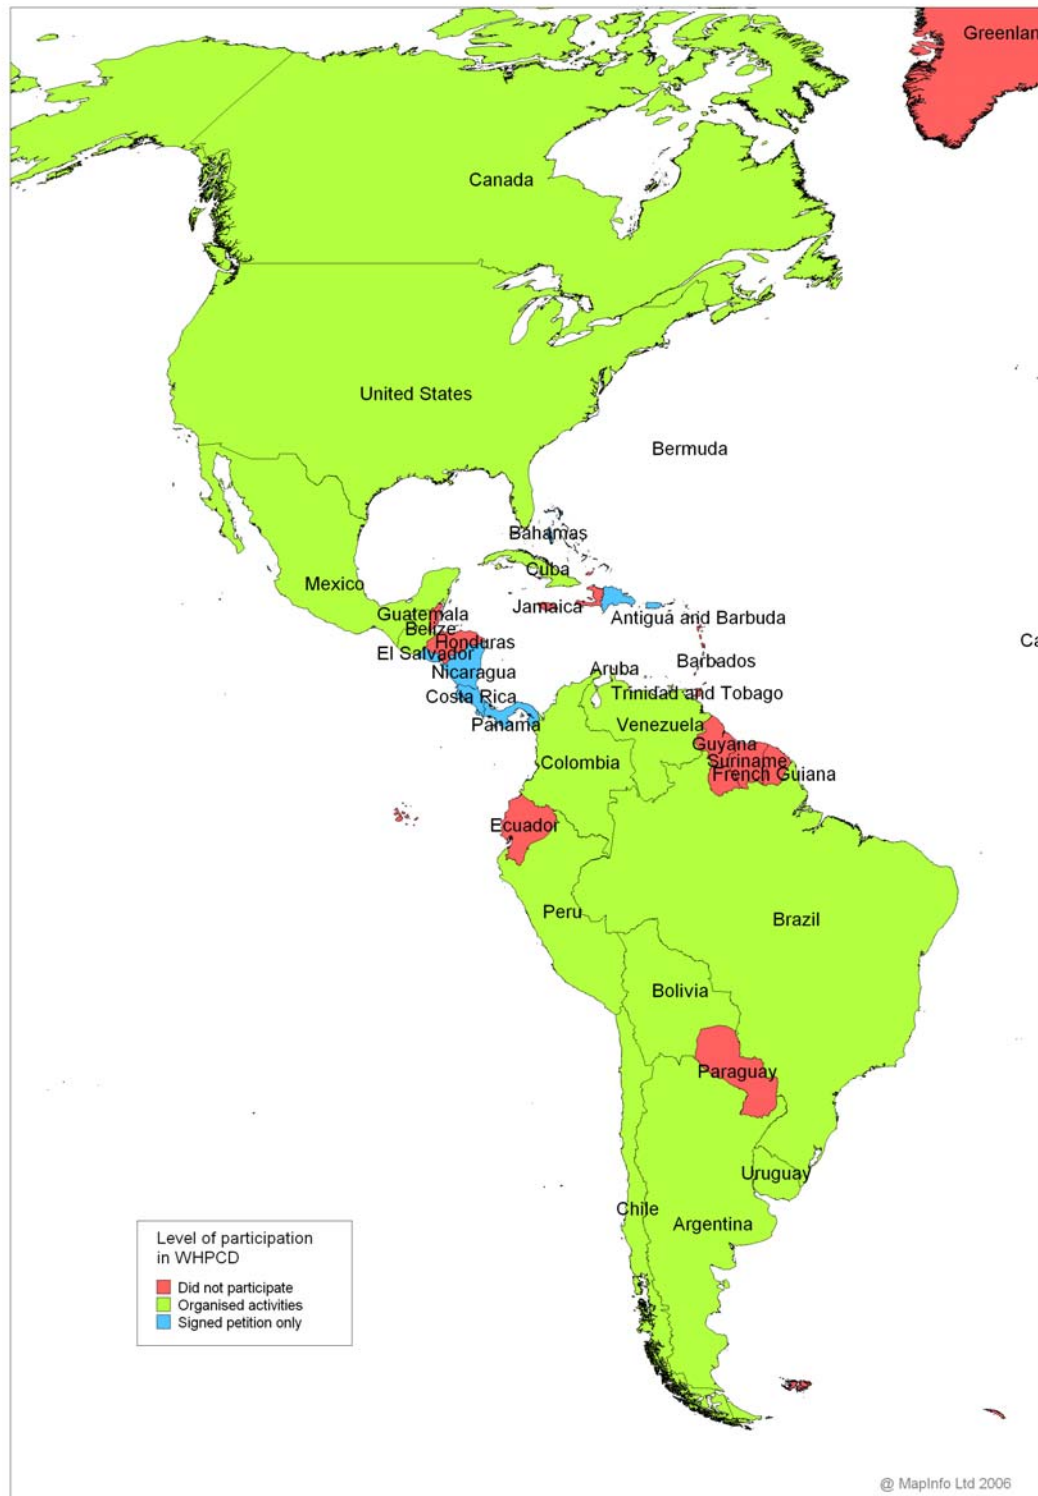 Greenlan
Canada
United States
Bermuda
Bahamas
Cuba
Mexico
Jamaica
Guatemala
Antigua and Barbuda
Belize
Honduras
El Salvador
Ca
Barbados
Aruba
Nicaragua
Trinidad and Tobago
Costa Rica
Panama
Venezuela
Guyana
Colombia
Suriname
French Guiana
Ecuador
Peru
Brazil
Bolivia
Paraguay
Uruguay
Chile
Argentina
Level of participation
in WHPCD
Did not participate
Organised activities
Signed petition only
@ MapInfo Ltd 2006